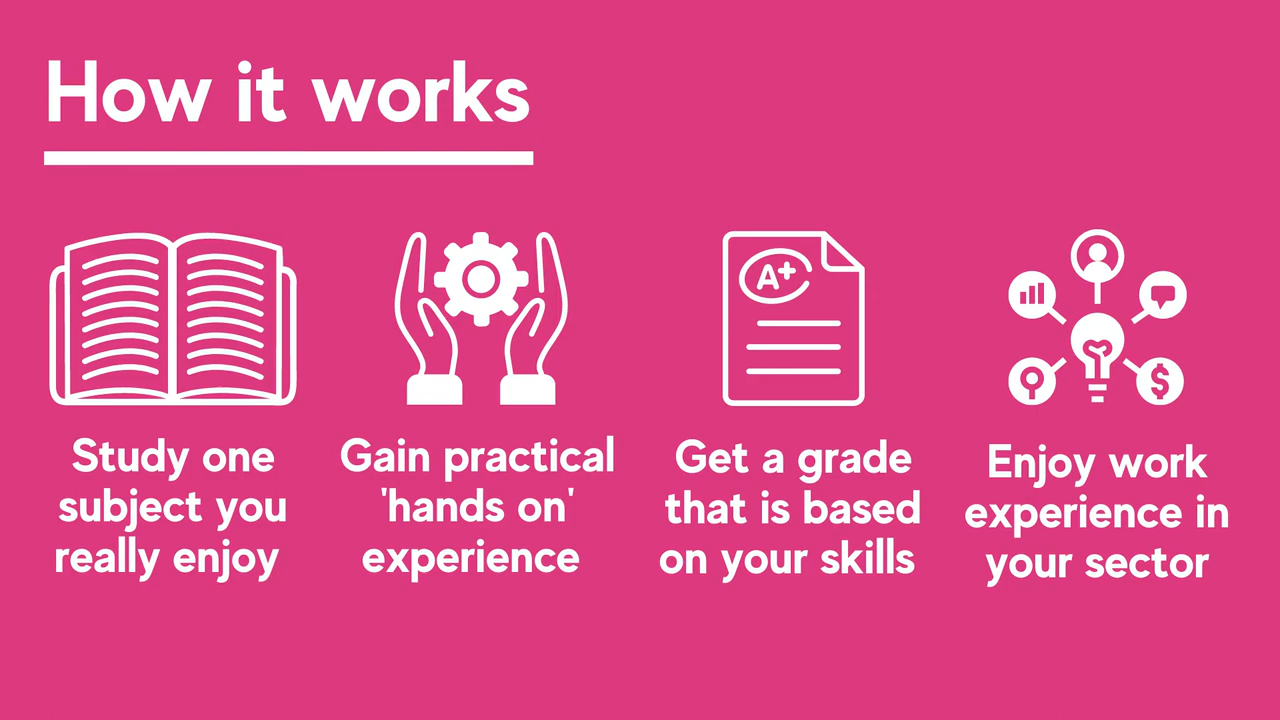 How it works
A+
Study one
subject you
really enjoy
Gain practical
'hands on'
experience
Get a grade
that is based
on your skills
Enjoy work
experience in
your sector
$